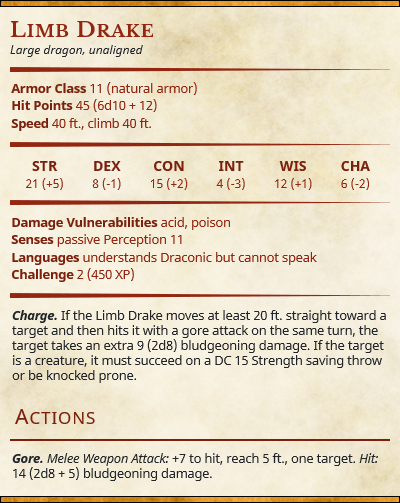 Limb Drake
Large dragon, unaligned
Armor Class 11 (natural armor)
Hit Points 45 (6d10 + 12)
Speed 40 ft., climb 40 ft.
STR DEX CON INT WIS CHA
21 (+5) 8 (-1) 15 (+2) 4 (-3) 12 (+1) 6 (-2)
Damage Vulnerabilities acid, poison
Senses passive Perception 11
Languages understands Draconic but cannot speak
Challenge 2 (450 XP)
Charge. If the Limb Drake moves at least 20 ft. straight toward a
target and then hits it with a gore attack on the same turn, the
target takes an extra 9 (2d8) bludgeoning damage. If the target
is a creature, it must succeed on a DC 15 Strength saving throw
or be knocked prone.
Actions
Gore. Melee Weapon Attack: +7 to hit, reach 5 ft., one target. Hit:
14 (2d8 + 5) bludgeoning damage.